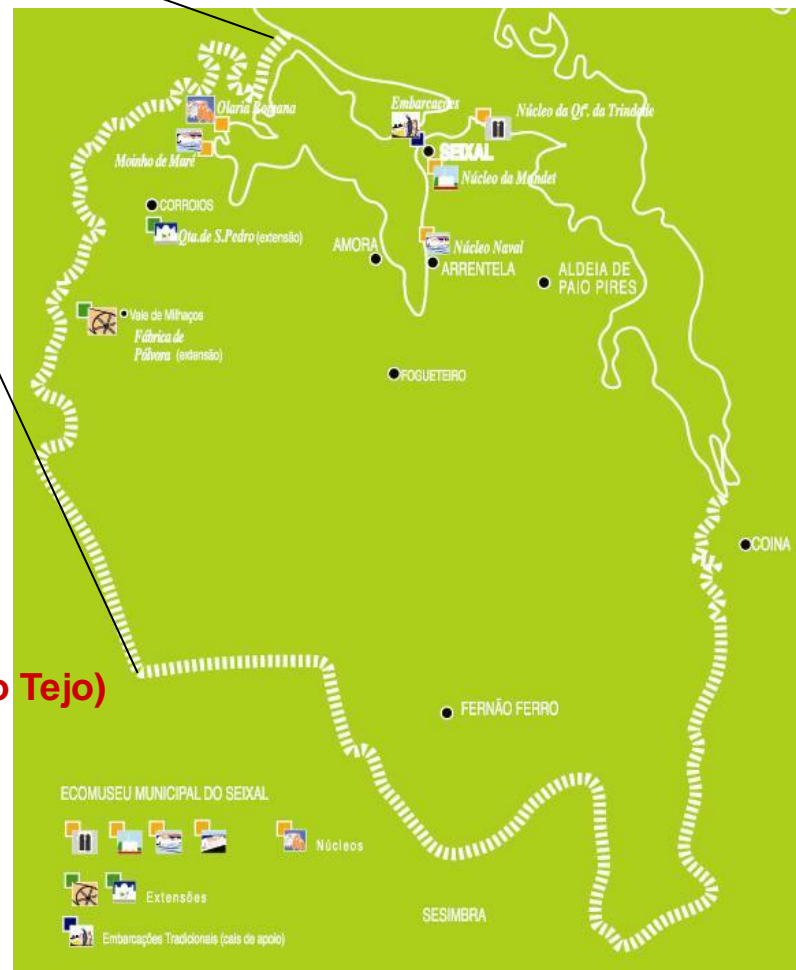 Olaria Romana
Embarcações
Núcleo da Qtª. da Trindade
Moinho de Maré
SEIXAL
Núcleo da Mundet
CORROIOS
Qta.de S.Pedro (extensão)
AMORA
Núcleo Naval
ARRENTELA
ALDEIA DE
PAIO PIRES
Vale de Milhaços
Fábrica de
Pólvora (extensão)
FOGUETEIRO
COINA
o Tejo)
FERNÃO FERRO
ECOMUSEU MUNICIPAL DO SEIXAL
Núcleos
Extensões
SESIMBRA
Embarcações Tradicionais (cais de apoio)